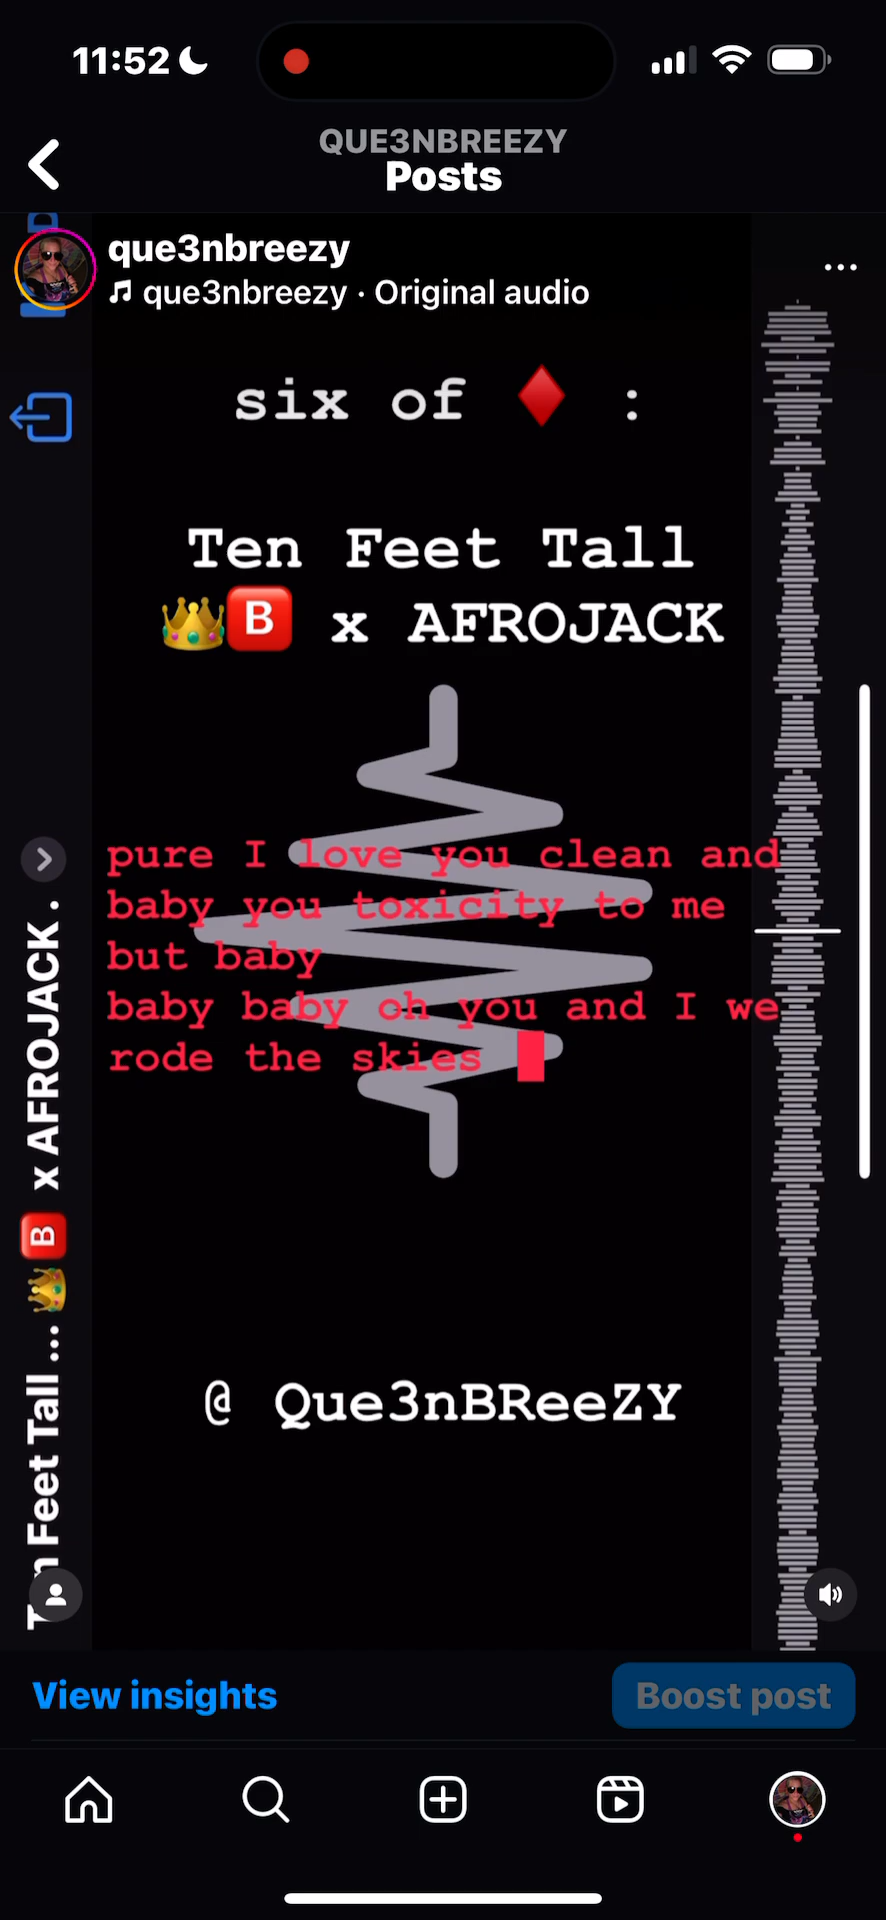 11:52
QUE3NBREEZY
Posts
que3nbreezy
que3nbreezy · Original audio
six of ♦️ :
Ten Feet Tall
👑🅱️ x AFROJACK
pure I love you clean and
baby you toxicity to me
but baby
baby baby oh you and I we
rode the skies
@ Que3nBReeZY
Ten Feet Tall ... 👑🅱️ x AFROJACK .
View insights
Boost post